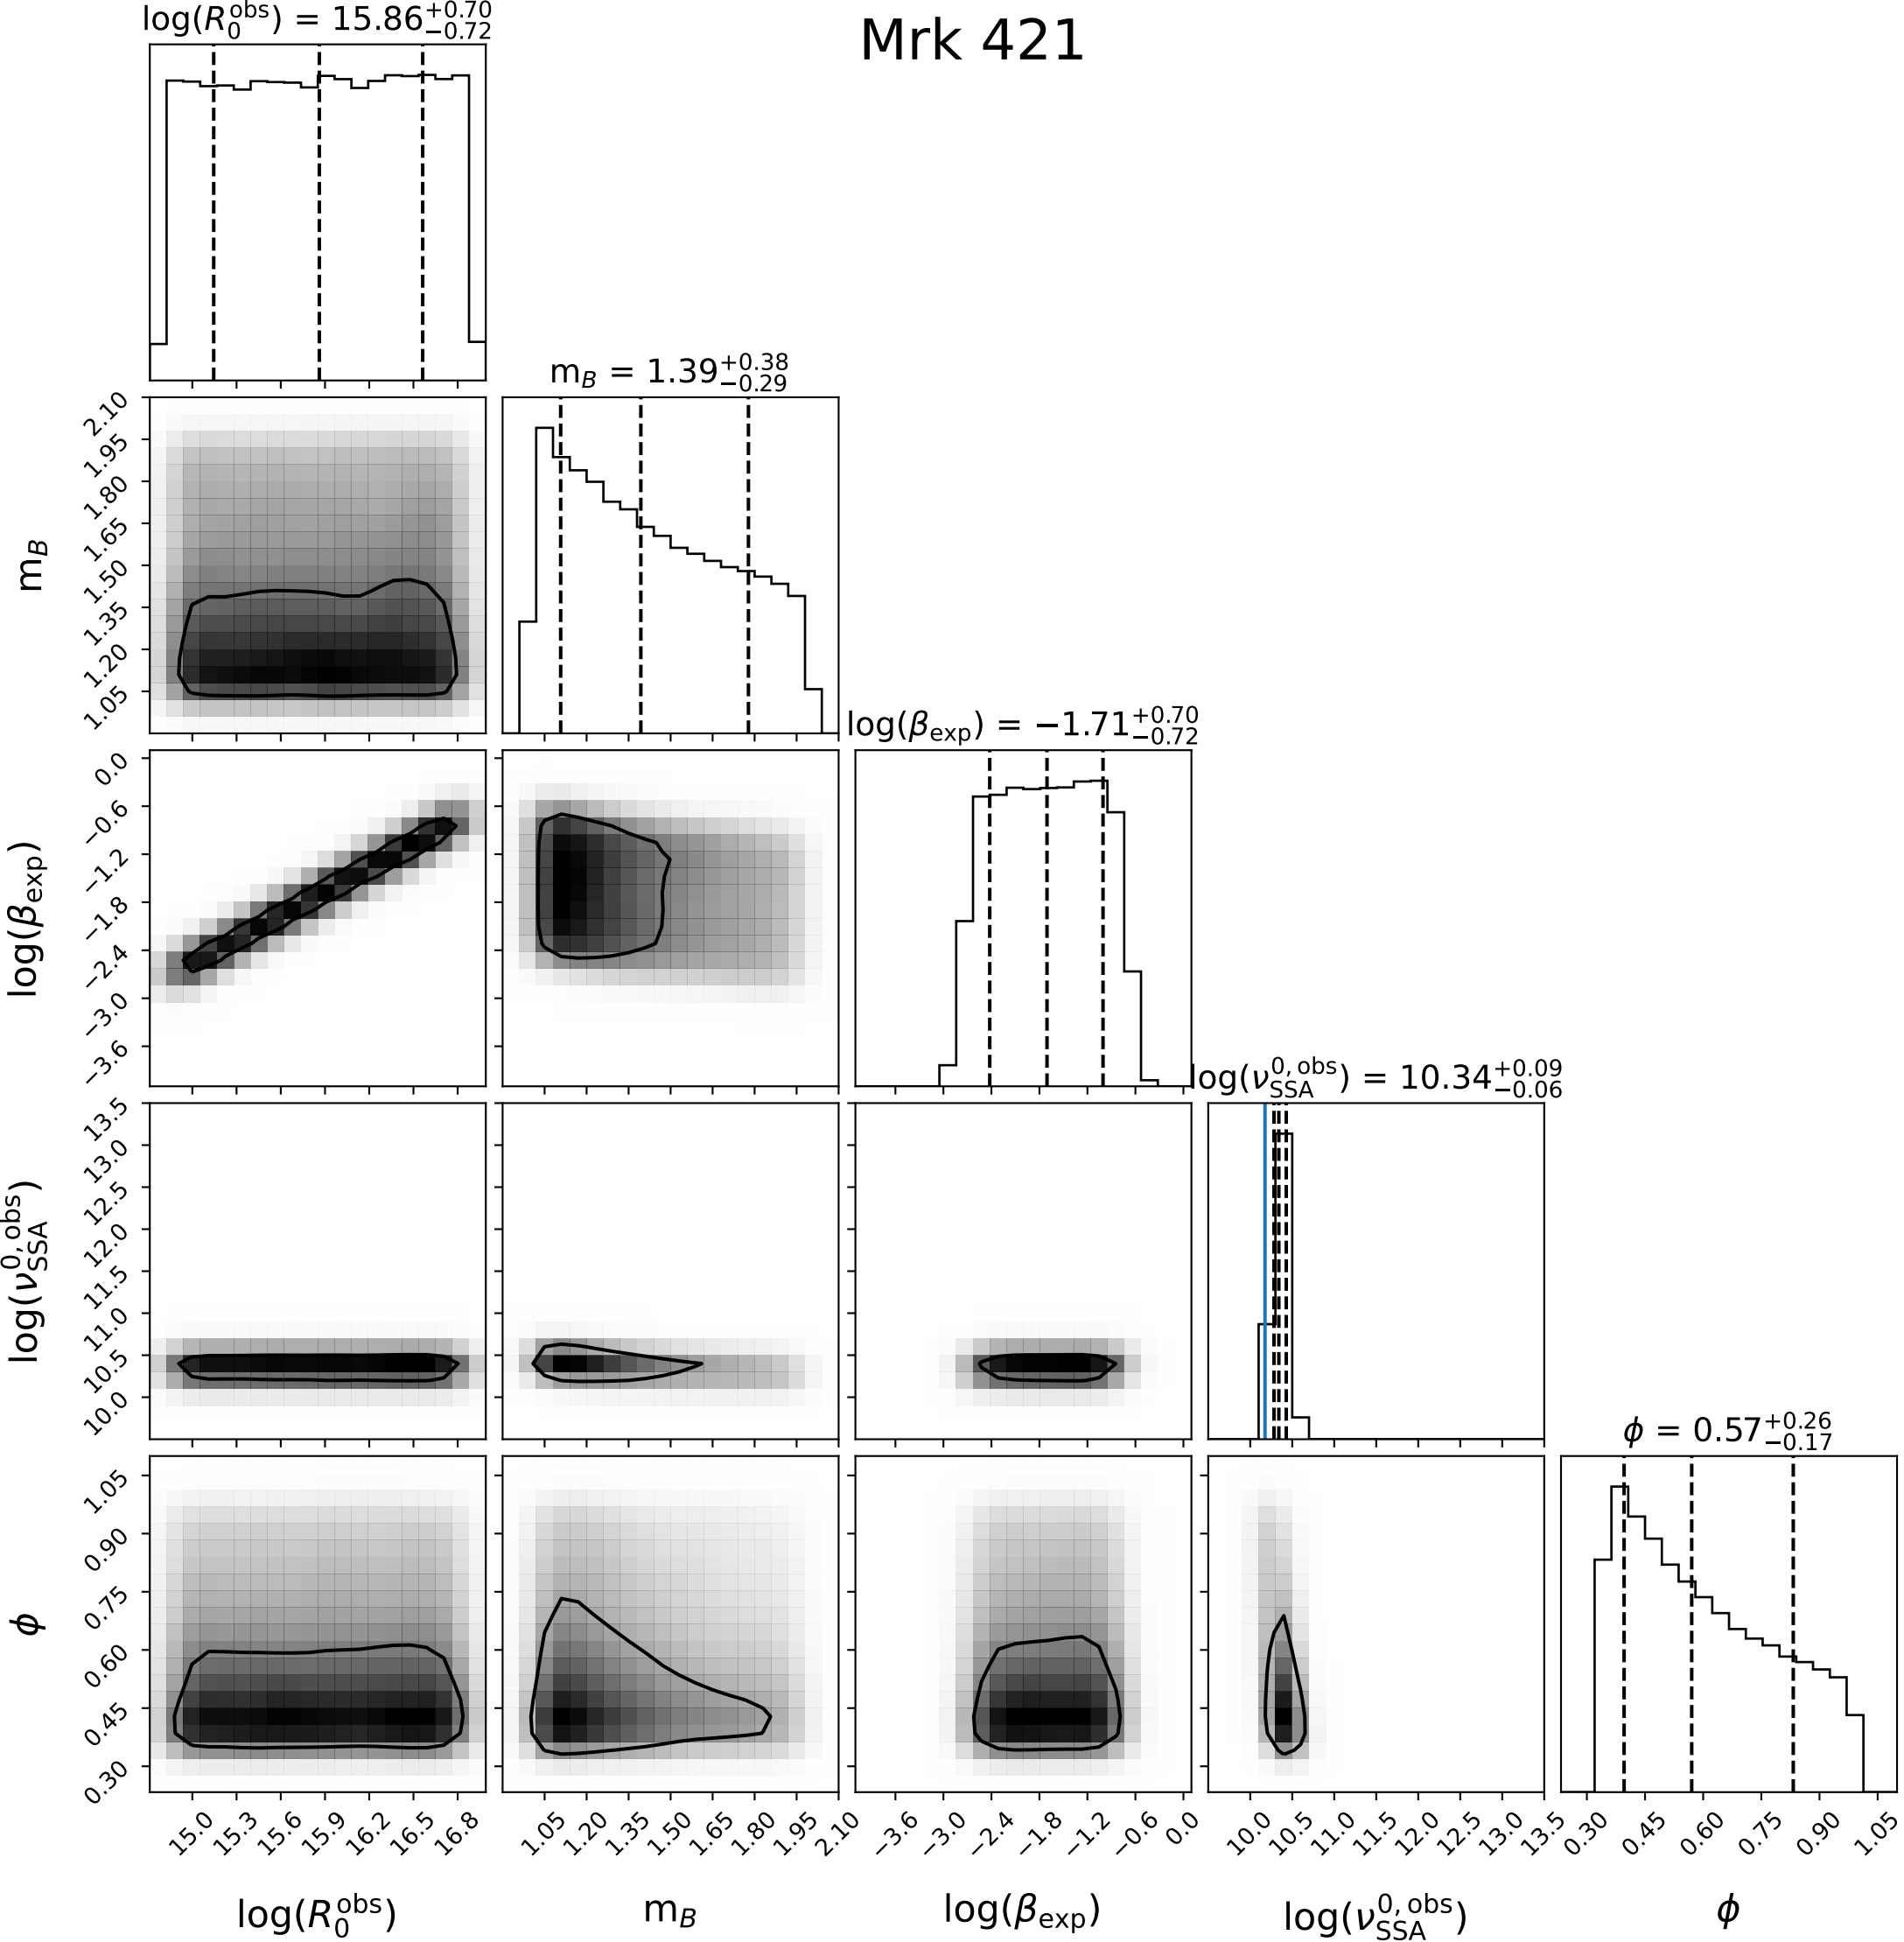 Mrk 421
log(R₀ᵒᵇˢ) = 15.86⁺⁰·⁷⁰₋₀.₇₂
m_B = 1.39^{+0.38}_{−0.29}
2.10
1.95
1.80
1.65
1.50
1.35
1.20
1.05
m_B
log(β_exp) = −1.71^{+0.70}_{−0.72}
0.0
−0.6
−1.2
−1.8
−2.4
−3.0
−3.6
log(β_exp)
log(ν_{SSA}^{0, obs}) = 10.34^{+0.09}_{−0.06}
13.5
13.0
12.5
12.0
11.5
11.0
10.5
10.0
log(ν_{SSA}^{0, obs})
ϕ = 0.57^{+0.26}_{−0.17}
1.05
0.90
0.75
0.60
0.45
0.30
ϕ
15.0 15.3 15.6 15.9 16.2 16.5 16.8
1.05 1.20 1.35 1.50 1.65 1.80 1.95 2.10
−3.6 −3.0 −2.4 −1.8 −1.2 −0.6 0.0
10.0 10.5 11.0 11.5 12.0 12.5 13.0 13.5
0.30 0.45 0.60 0.75 0.90 1.05
log(R_0^{obs})
m_B
log(β_exp)
log(ν_{SSA}^{0, obs})
ϕ